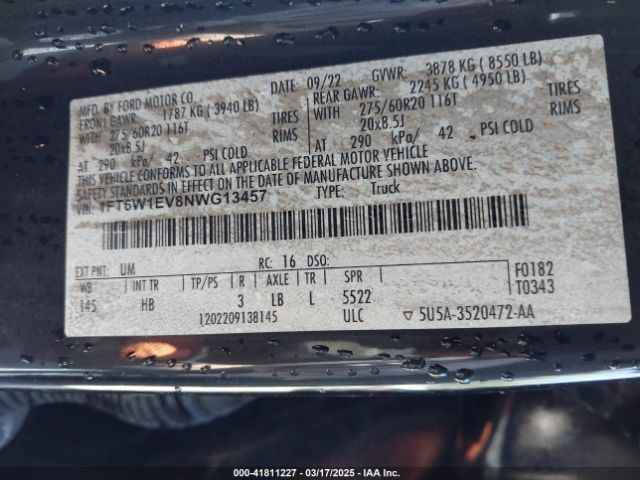 MFD. BY FORD MOTOR CO.
DATE: 09/22 GVWR: 3878 KG ( 8550 LB)
FRONT GAWR: 1787 KG ( 3940 LB) REAR GAWR: 2245 KG ( 4950 LB)
WITH 275/60R20 116T TIRES WITH 275/60R20 116T TIRES
20x8.5J RIMS 20x8.5J RIMS
AT 290 kPa/ 42 PSI COLD AT 290 kPa/ 42 PSI COLD
THIS VEHICLE CONFORMS TO ALL APPLICABLE FEDERAL MOTOR VEHICLE
SAFETY STANDARDS IN EFFECT ON THE DATE OF MANUFACTURE SHOWN ABOVE.
VIN: 1FT6W1EV8NWG13457 TYPE: Truck
EXT PNT: UM RC: 16 DSO: F0182
WB INT TR TP/PS R AXLE TR SPR T0343
145 HB 3 LB L 5522
1202209138145 ULC ▽ 5U5A-3520472-AA
000-41811227 - 03/17/2025 - IAA Inc.